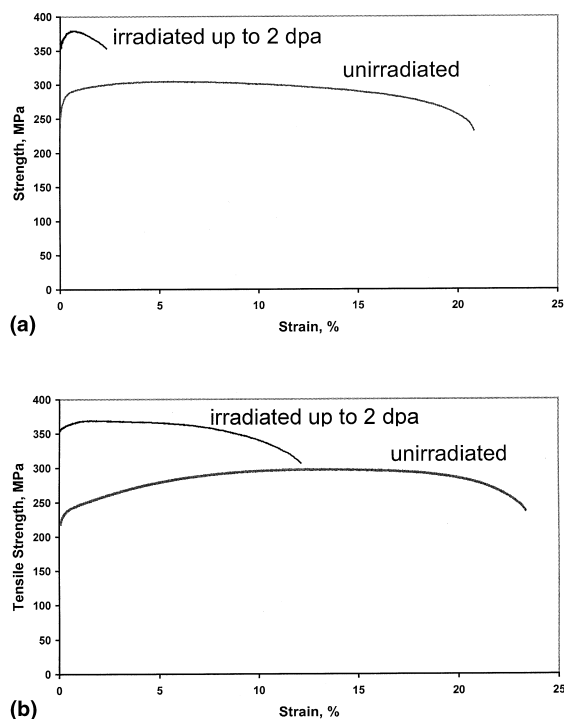 400
350
300
250
200
150
100
50
0
Strength, MPa
irradiated up to 2 dpa
unirradiated
0 5 10 15 20 25
Strain, %
(a)
400
350
300
250
200
150
100
50
0
Tensile Strength, MPa
irradiated up to 2 dpa
unirradiated
0 5 10 15 20 25
Strain, %
(b)